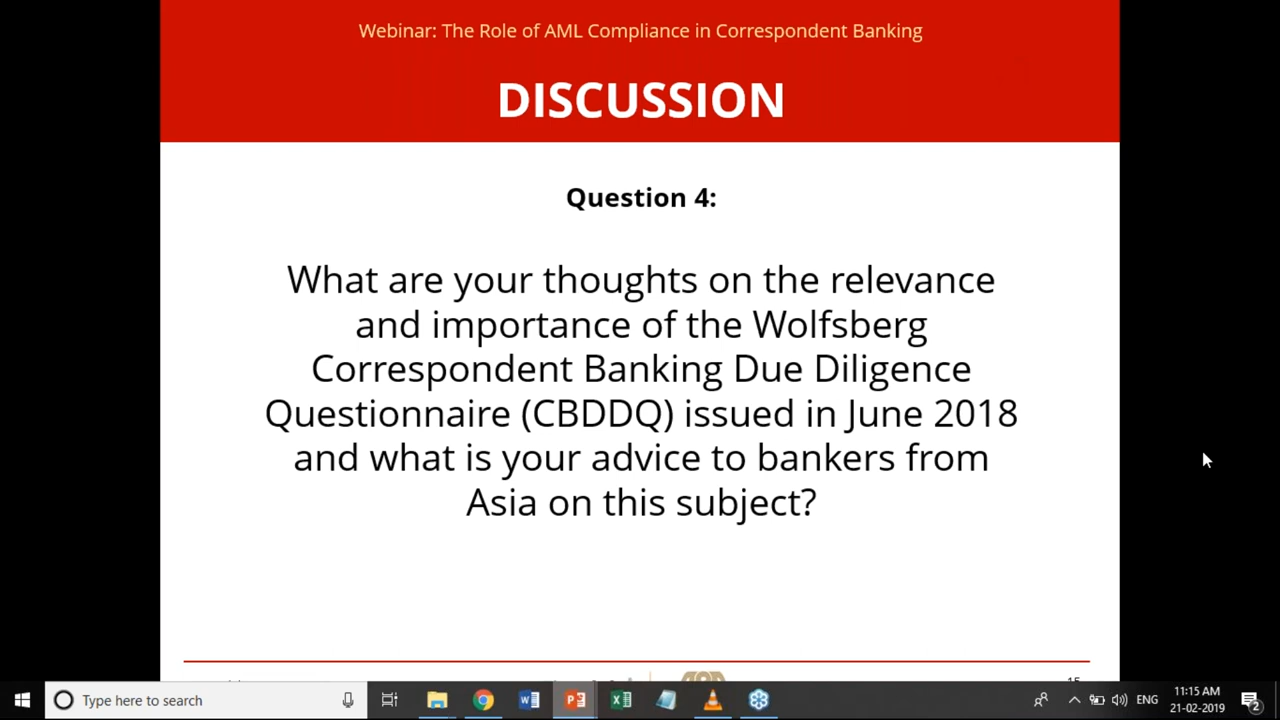 Webinar: The Role of AML Compliance in Correspondent Banking
DISCUSSION
Question 4:
What are your thoughts on the relevance
and importance of the Wolfsberg
Correspondent Banking Due Diligence
Questionnaire (CBDDQ) issued in June 2018
and what is your advice to bankers from
Asia on this subject?
15
Type here to search
ENG
11:15 AM
21-02-2019
2